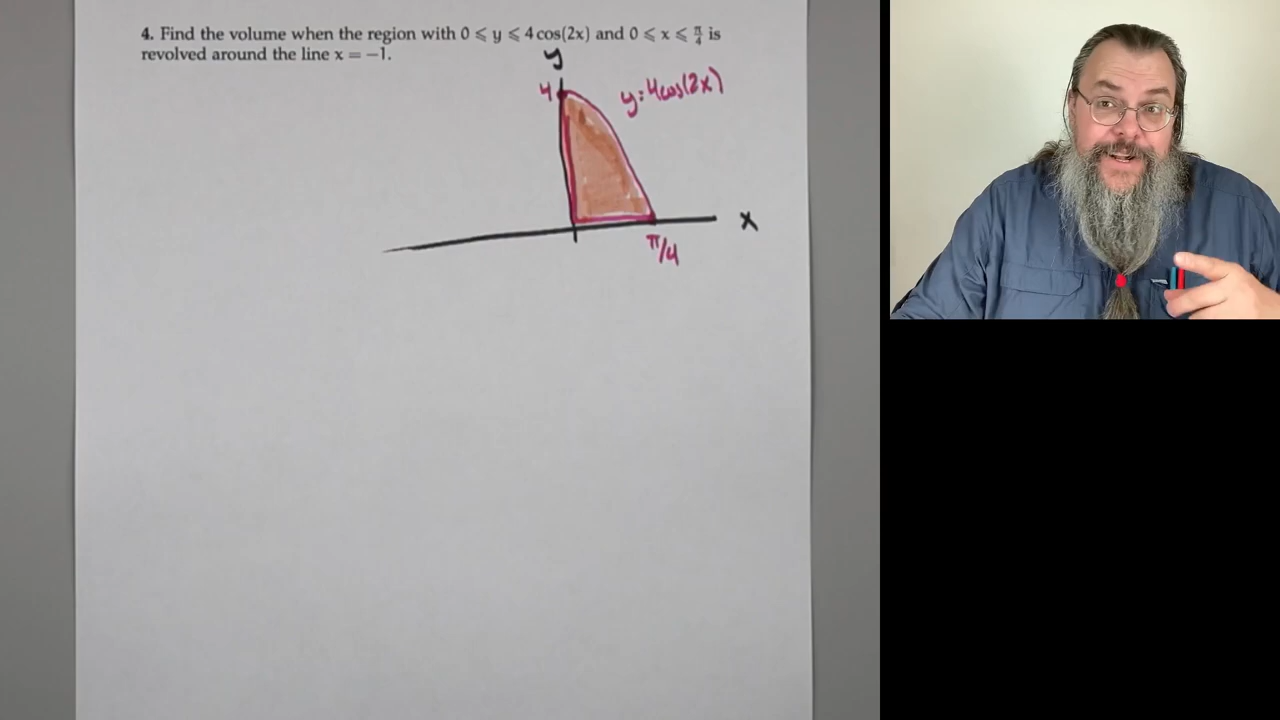 4. Find the volume when the region with 0 ⩽ y ⩽ 4 cos(2x) and 0 ⩽ x ⩽ π/4 is
revolved around the line x = −1.
y
4
y=4cos(2x)
x
π/4